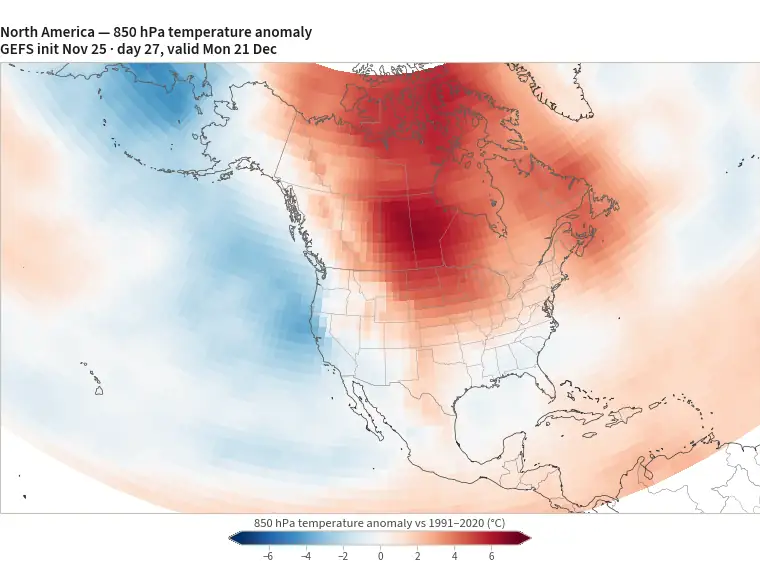 North America — 850 hPa temperature anomaly
GEFS init Nov 25 · day 27, valid Mon 21 Dec
850 hPa temperature anomaly vs 1991–2020 (°C)
−6 −4 −2 0 2 4 6